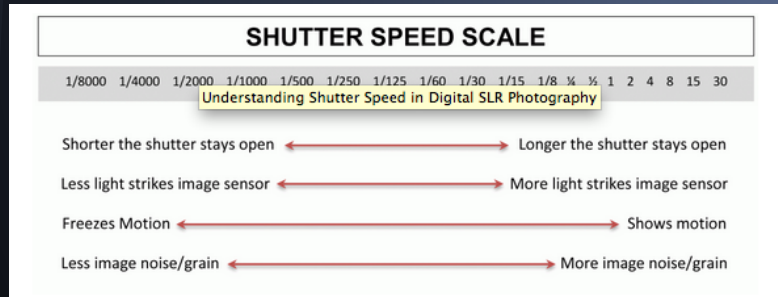 SHUTTER SPEED SCALE
1/8000 1/4000 1/2000 1/1000 1/500 1/250 1/125 1/60 1/30 1/15 1/8 ¼ ½ 1 2 4 8 15 30
Understanding Shutter Speed in Digital SLR Photography
Shorter the shutter stays open Longer the shutter stays open
Less light strikes image sensor More light strikes image sensor
Freezes Motion Shows motion
Less image noise/grain More image noise/grain